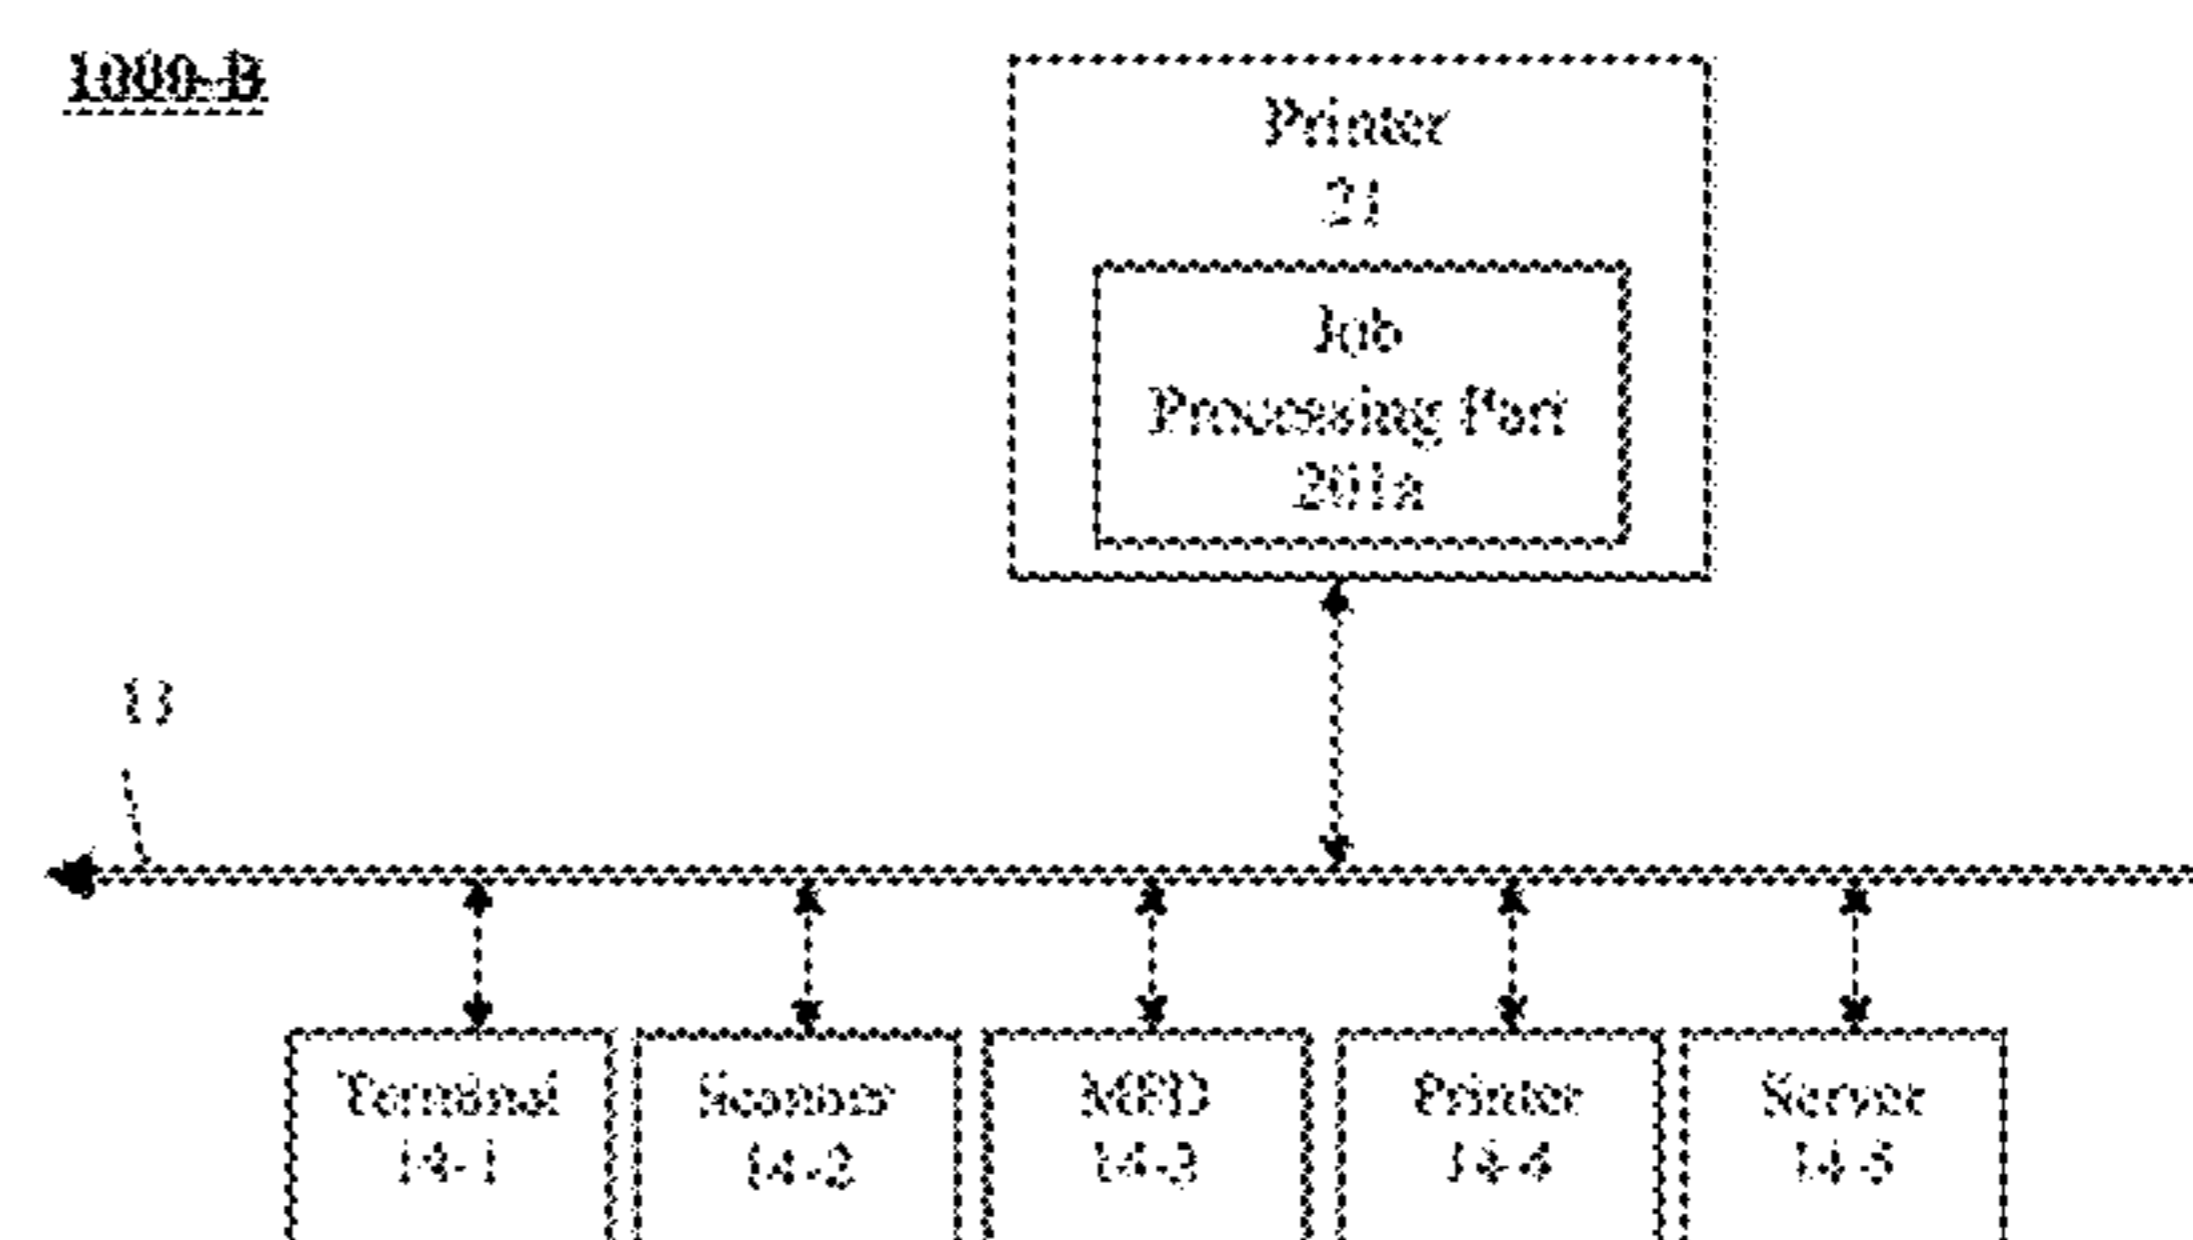 1000-B
Printer
21
Job
Processing Part
201a
13
Terminal
14-1
Scanner
14-2
MFD
14-3
Printer
14-4
Server
14-5